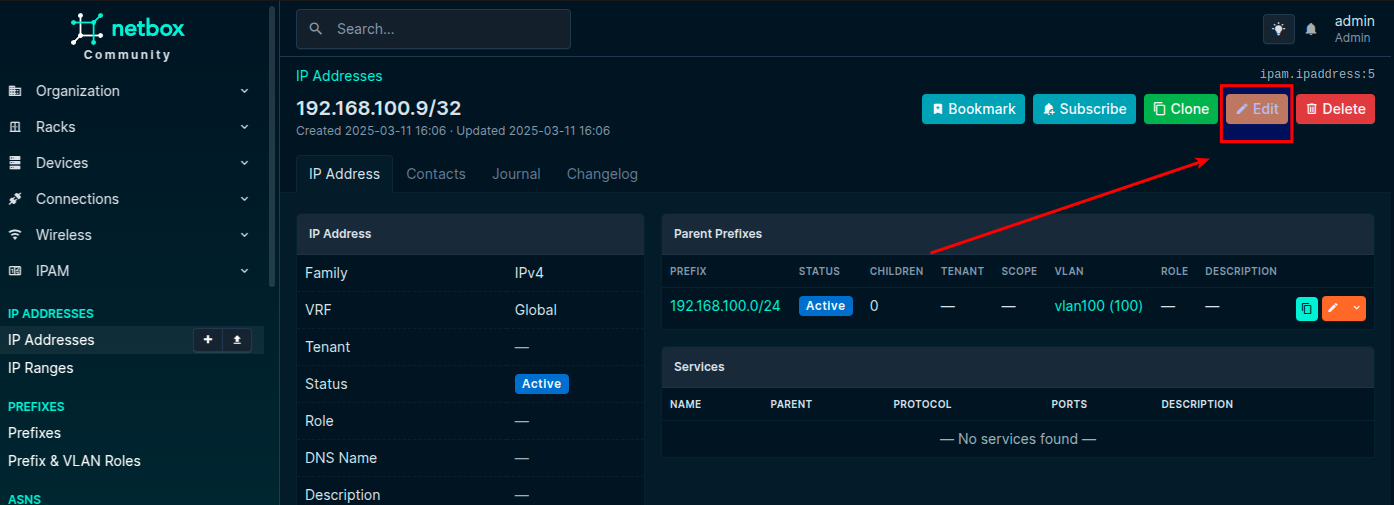 netbox
Community
Search...
admin
Admin
Organization
Racks
Devices
Connections
Wireless
IPAM
IP ADDRESSES
IP Addresses
IP Ranges
PREFIXES
Prefixes
Prefix & VLAN Roles
ASNS
IP Addresses
ipam.ipaddress:5
192.168.100.9/32
Created 2025-03-11 16:06 · Updated 2025-03-11 16:06
Bookmark Subscribe Clone Edit Delete
IP Address Contacts Journal Changelog
IP Address
Family IPv4
VRF Global
Tenant —
Status Active
Role —
DNS Name —
Description —
Parent Prefixes
PREFIX STATUS CHILDREN TENANT SCOPE VLAN ROLE DESCRIPTION
192.168.100.0/24 Active 0 — — vlan100 (100) — —
Services
NAME PARENT PROTOCOL PORTS DESCRIPTION
— No services found —